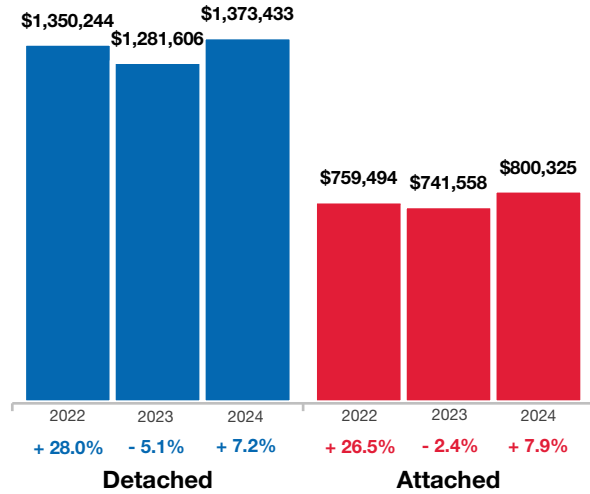 $1,350,244 $1,281,606 $1,373,433
$759,494 $741,558 $800,325
2022 2023 2024 2022 2023 2024
+ 28.0% - 5.1% + 7.2% + 26.5% - 2.4% + 7.9%
Detached Attached